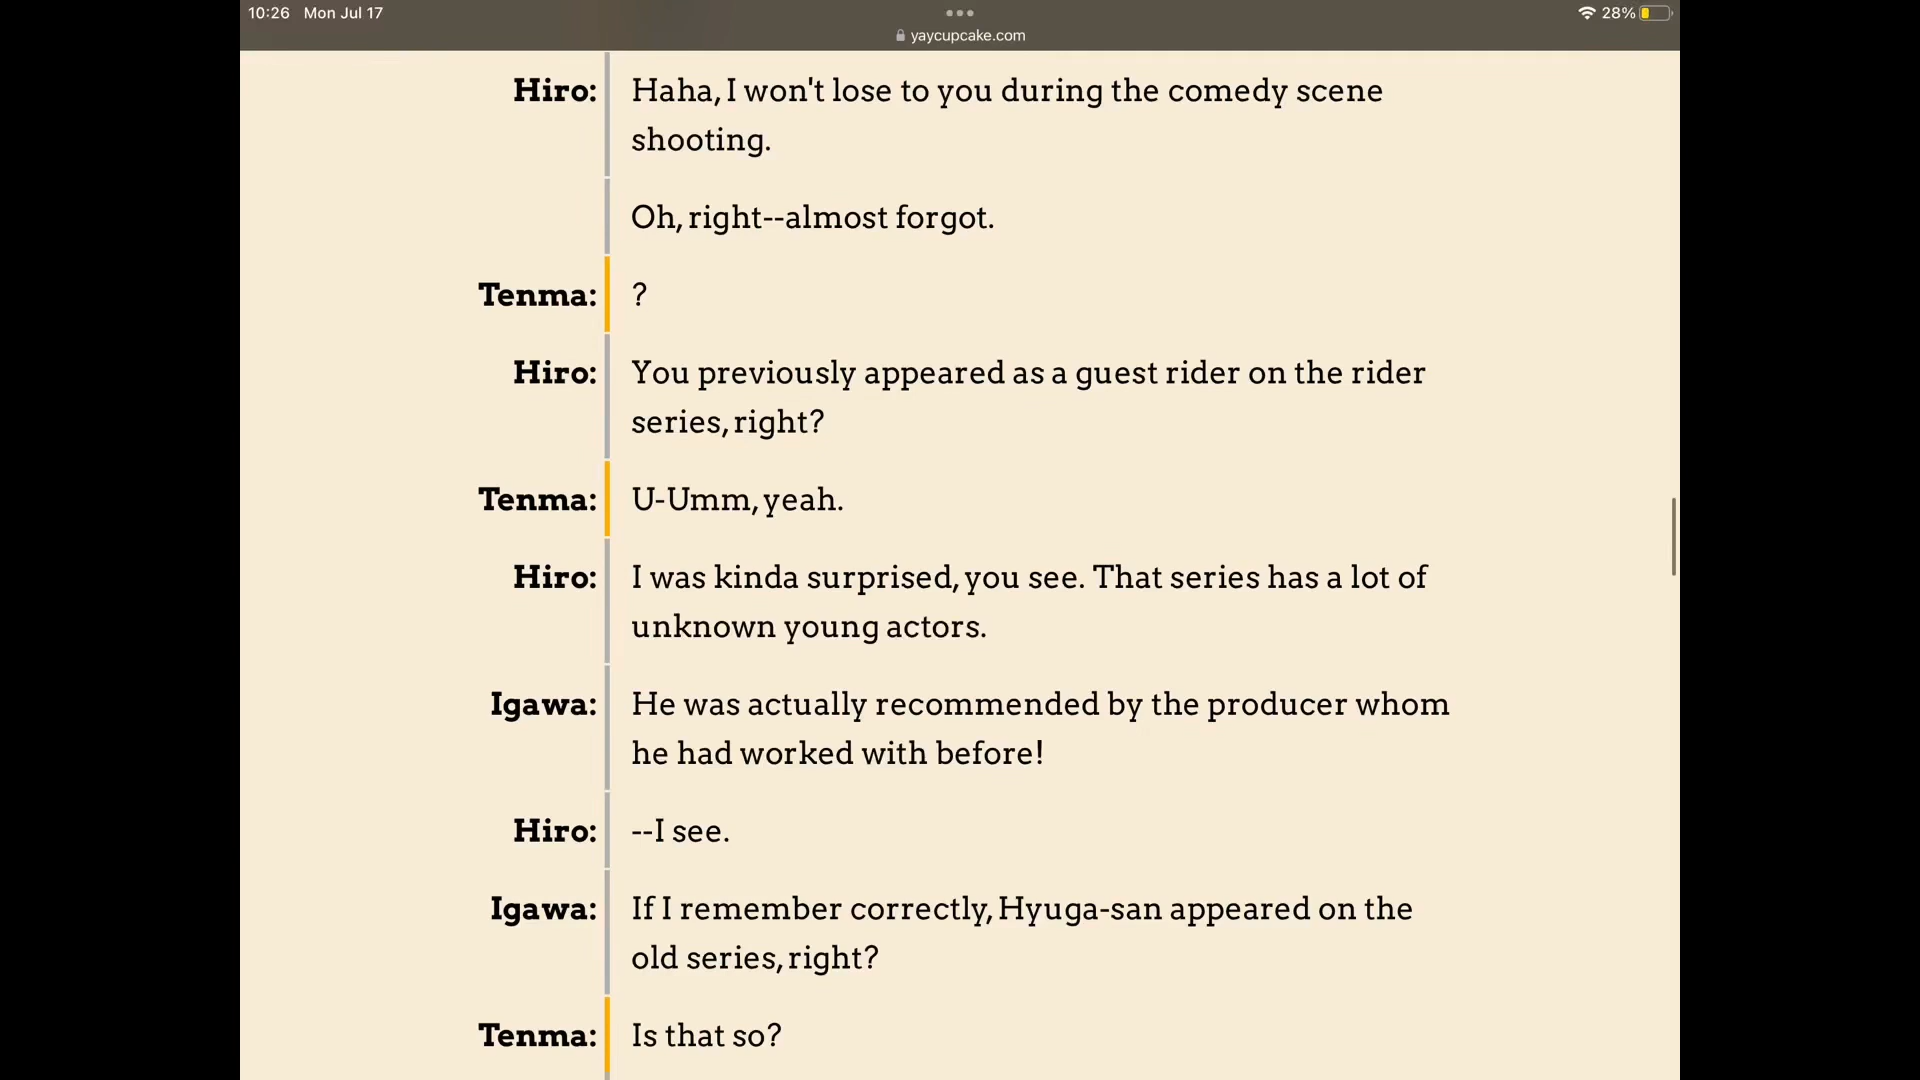 10:26 Mon Jul 17
28%
yaycupcake.com
Hiro: Haha, I won't lose to you during the comedy scene
shooting.
Oh, right--almost forgot.
Tenma: ?
Hiro: You previously appeared as a guest rider on the rider
series, right?
Tenma: U-Umm, yeah.
Hiro: I was kinda surprised, you see. That series has a lot of
unknown young actors.
Igawa: He was actually recommended by the producer whom
he had worked with before!
Hiro: --I see.
Igawa: If I remember correctly, Hyuga-san appeared on the
old series, right?
Tenma: Is that so?